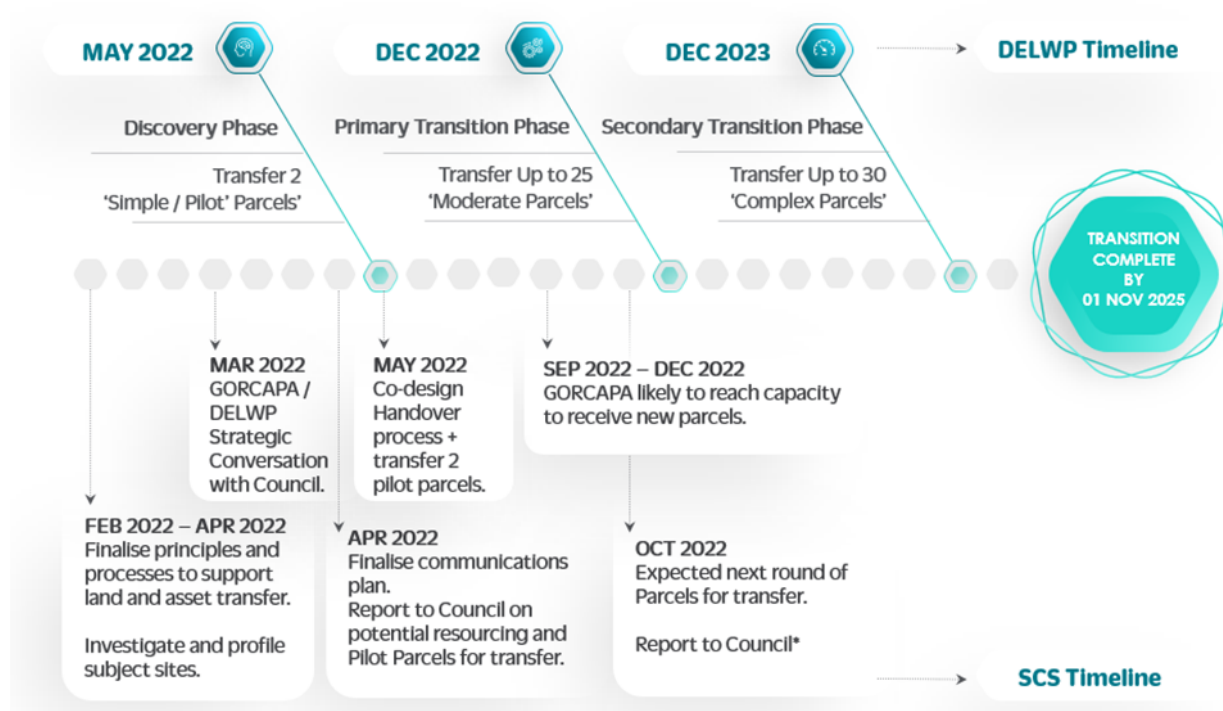 MAY 2022
DEC 2022
DEC 2023
DELWP Timeline
Discovery Phase
Transfer 2
‘Simple / Pilot’ Parcels’
Primary Transition Phase
Transfer Up to 25
‘Moderate Parcels’
Secondary Transition Phase
Transfer Up to 30
‘Complex Parcels’
TRANSITION
COMPLETE
BY
01 NOV 2025
MAR 2022
GORCAPA /
DELWP
Strategic
Conversation
with Council.
MAY 2022
Co-design
Handover
process +
transfer 2
pilot parcels.
SEP 2022 – DEC 2022
GORCAPA likely to reach capacity
to receive new parcels.
FEB 2022 – APR 2022
Finalise principles and
processes to support
land and asset transfer.
Investigate and profile
subject sites.
APR 2022
Finalise communications
plan.
Report to Council on
potential resourcing and
Pilot Parcels for transfer.
OCT 2022
Expected next round of
Parcels for transfer.
Report to Council*
SCS Timeline